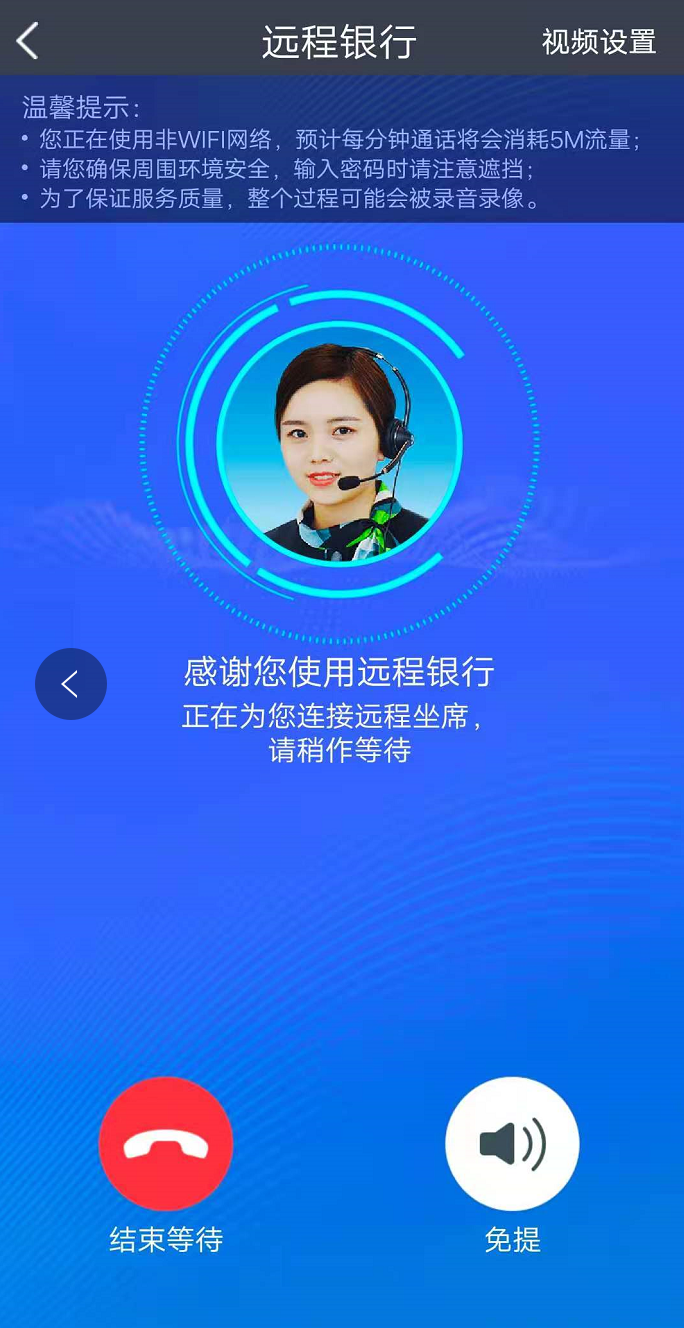 远程银行
视频设置
温馨提示：
• 您正在使用非WIFI网络，预计每分钟通话将会消耗5M流量；
• 请您确保周围环境安全，输入密码时请注意遮挡；
• 为了保证服务质量，整个过程可能会被录音录像。
感谢您使用远程银行
正在为您连接远程坐席，
请稍作等待
结束等待
免提